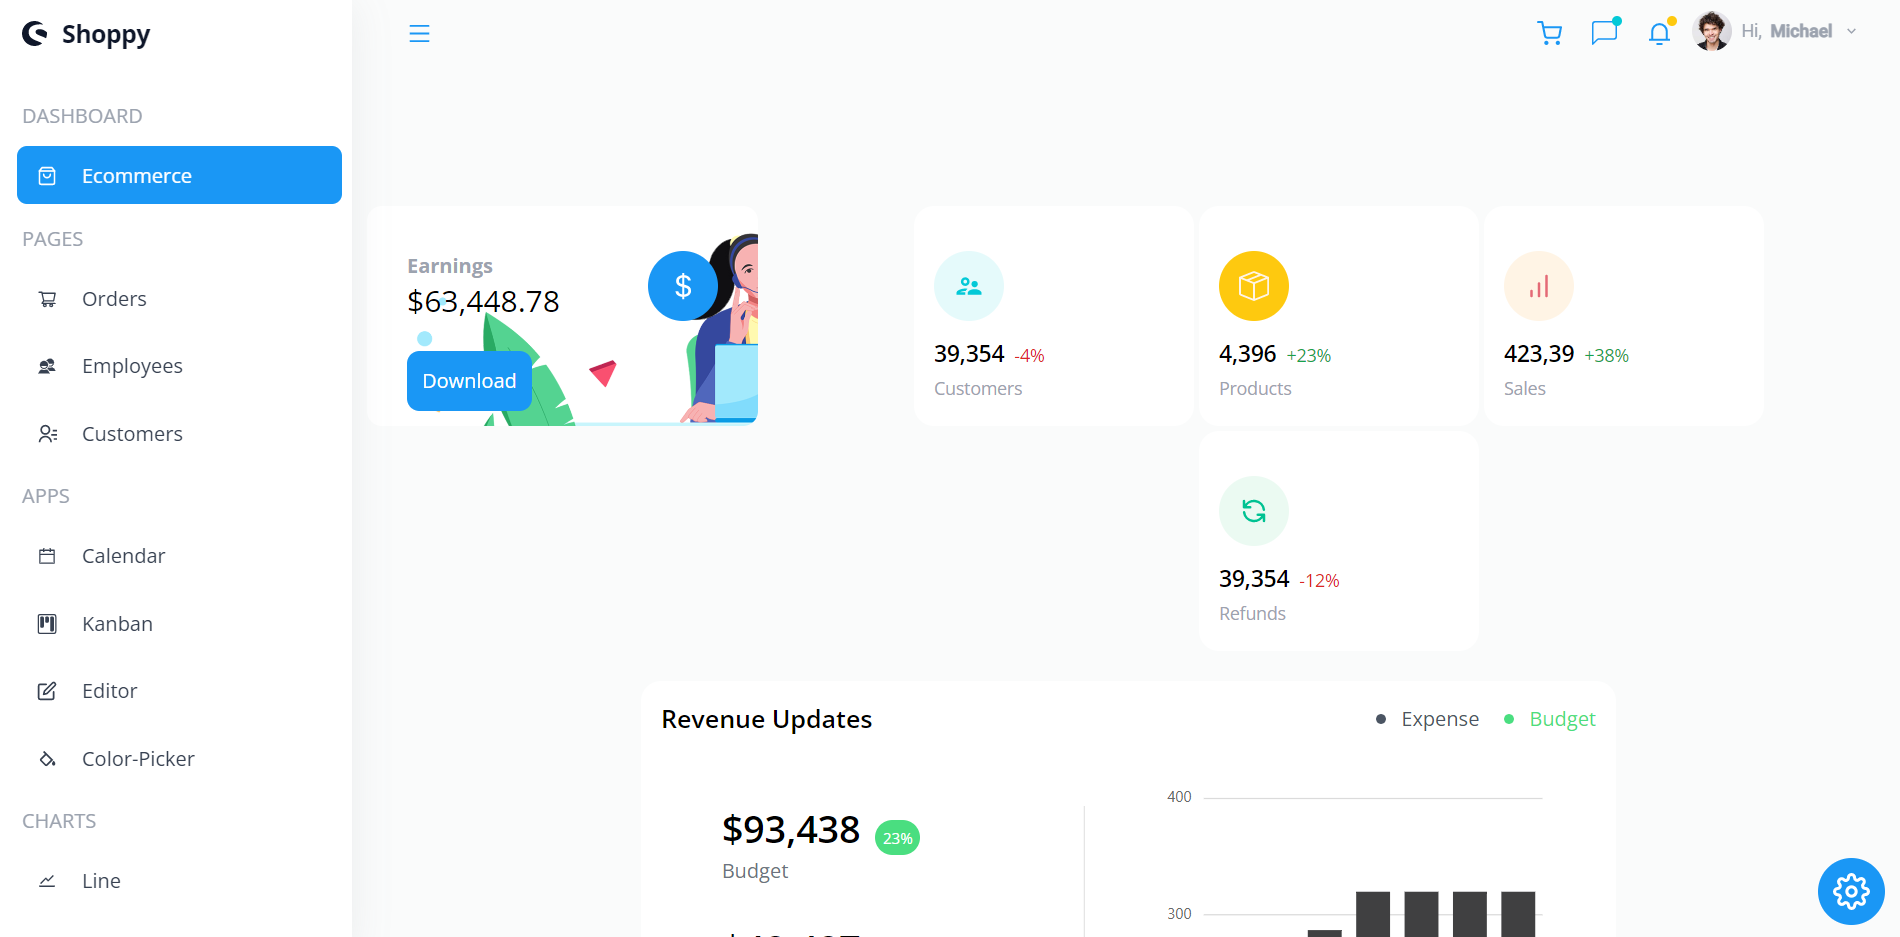 Shoppy
Hi, Michael
DASHBOARD
Ecommerce
PAGES
Orders
Employees
Customers
APPS
Calendar
Kanban
Editor
Color-Picker
CHARTS
Line
Earnings
$63,448.78
$
Download
39,354 -4%
Customers
4,396 +23%
Products
423,39 +38%
Sales
39,354 -12%
Refunds
Revenue Updates
Expense
Budget
$93,438 23%
Budget
400
300